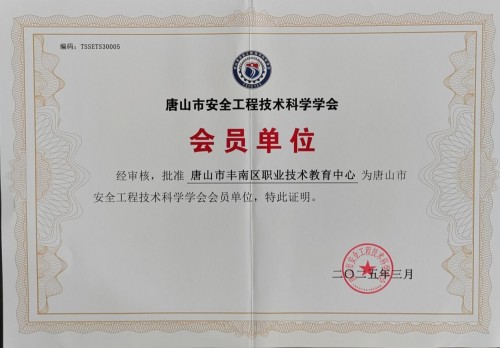 编码：TSSETS30005
唐山市安全工程技术科学学会
会员单位
经审核，批准 唐山市丰南区职业技术教育中心 为唐山市
安全工程技术科学学会会员单位，特此证明。
二〇二五年三月